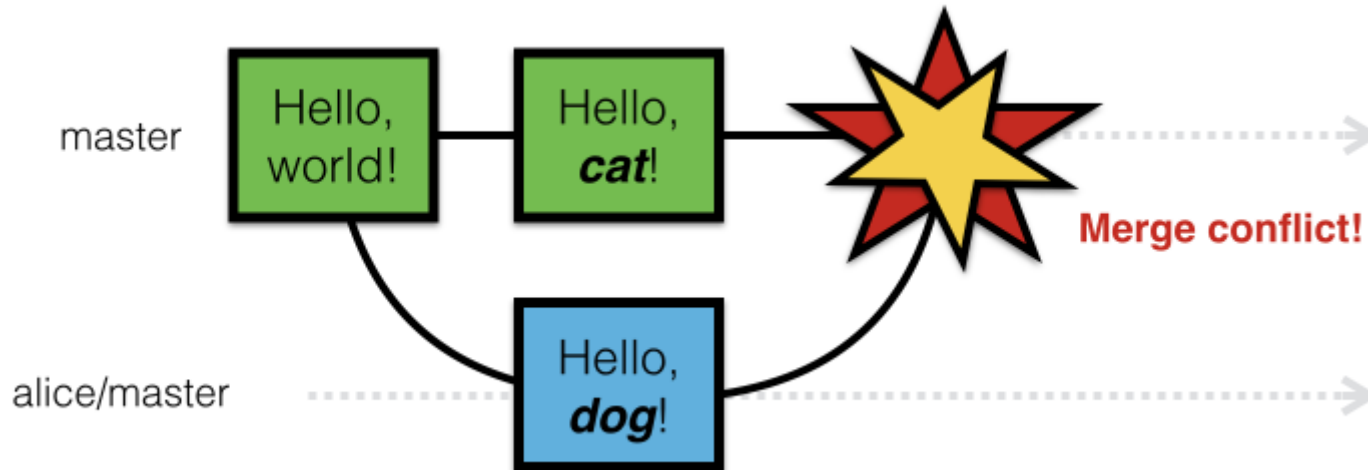 master
Hello,
world!
Hello,
cat!
Merge conflict!
alice/master
Hello,
dog!